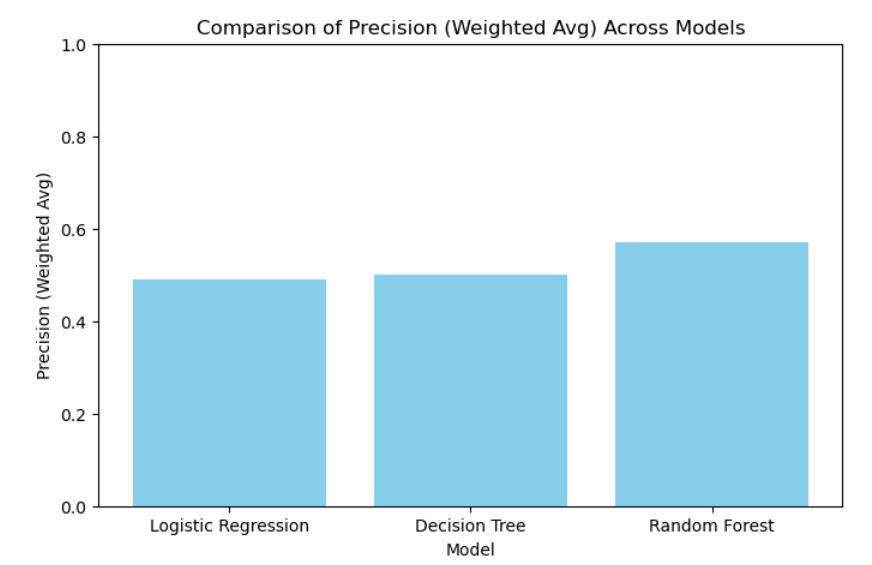 Comparison of Precision (Weighted Avg) Across Models
Precision (Weighted Avg)
1.0
0.8
0.6
0.4
0.2
0.0
Logistic Regression
Decision Tree
Random Forest
Model